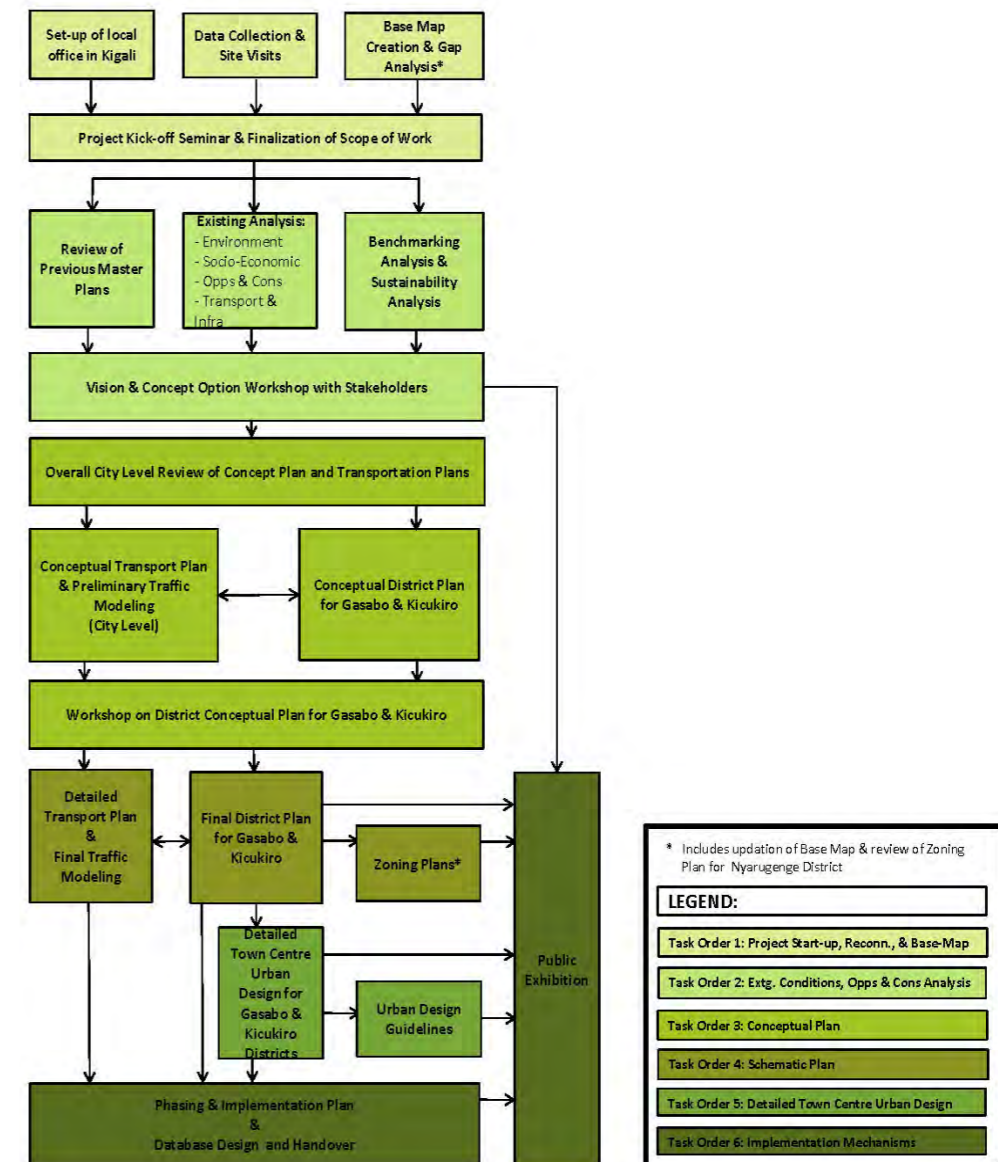 Set-up of local
office in Kigali
Data Collection &
Site Visits
Base Map
Creation & Gap
Analysis*
Project Kick-off Seminar & Finalization of Scope of Work
Review of
Previous Master
Plans
Existing Analysis:
- Environment
- Socio-Economic
- Opps & Cons
- Transport &
Infra
Benchmarking
Analysis &
Sustainability
Analysis
Vision & Concept Option Workshop with Stakeholders
Overall City Level Review of Concept Plan and Transportation Plans
Conceptual Transport Plan
& Preliminary Traffic
Modeling
(City Level)
Conceptual District Plan
for Gasabo & Kicukiro
Workshop on District Conceptual Plan for Gasabo & Kicukiro
Detailed
Transport Plan
&
Final Traffic
Modeling
Final District Plan
for Gasabo &
Kicukiro
Zoning Plans*
Detailed
Town Centre
Urban
Design for
Gasabo &
Kicukiro
Districts
Urban Design
Guidelines
Public
Exhibition
Phasing & Implementation Plan
&
Database Design and Handover
* Includes updation of Base Map & review of Zoning
Plan for Nyarugenge District
LEGEND:
Task Order 1: Project Start-up, Reconn., & Base-Map
Task Order 2: Extg. Conditions, Opps & Cons Analysis
Task Order 3: Conceptual Plan
Task Order 4: Schematic Plan
Task Order 5: Detailed Town Centre Urban Design
Task Order 6: Implementation Mechanisms